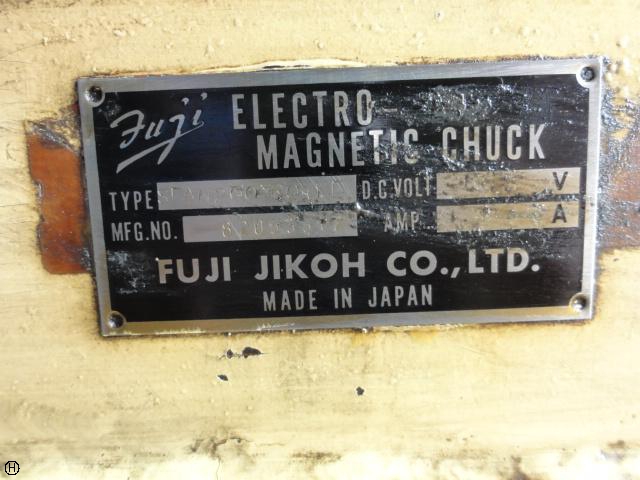 Fuji ELECTRO-
MAGNETIC CHUCK
TYPE D.C.VOLT V
MFG.NO. AMP A
FUJI JIKOH CO.,LTD.
MADE IN JAPAN
H